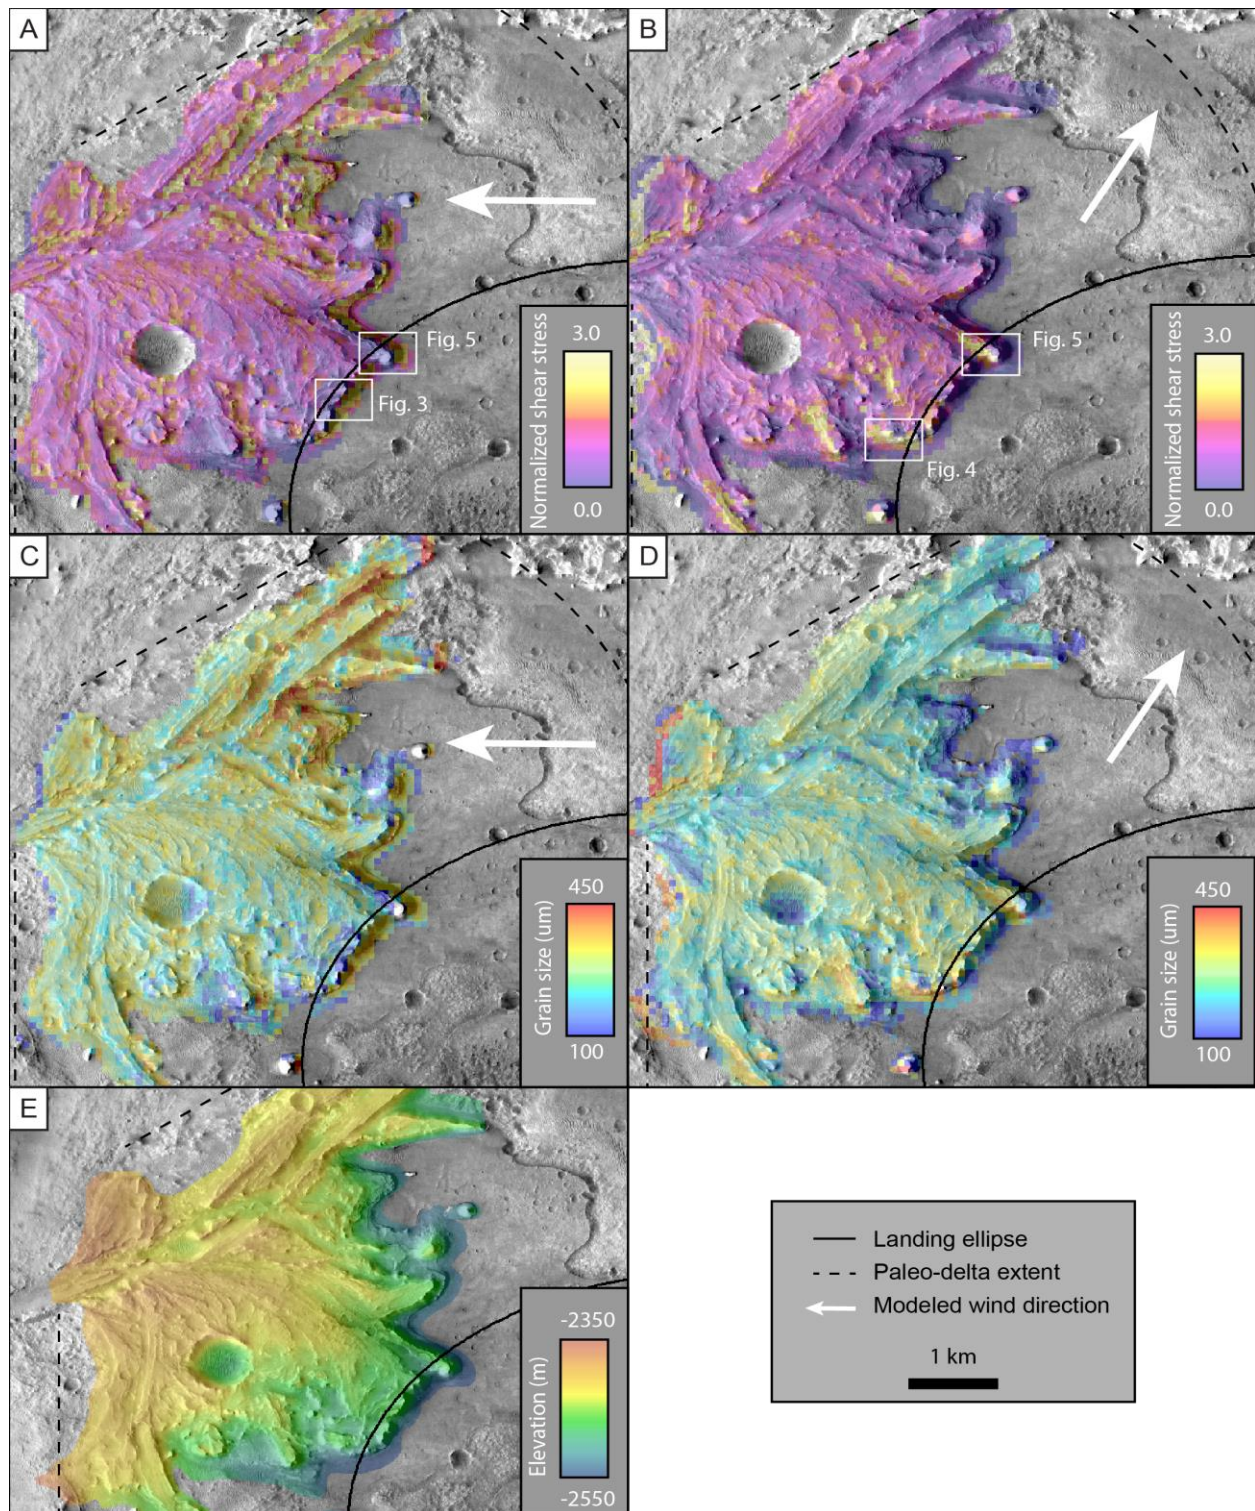 A
Fig. 5
Fig. 3
Normalized shear stress
3.0
0.0
B
Fig. 5
Fig. 4
Normalized shear stress
3.0
0.0
C
Grain size (um)
450
100
D
Grain size (um)
450
100
E
Elevation (m)
-2350
-2550
Landing ellipse
Paleo-delta extent
Modeled wind direction
1 km